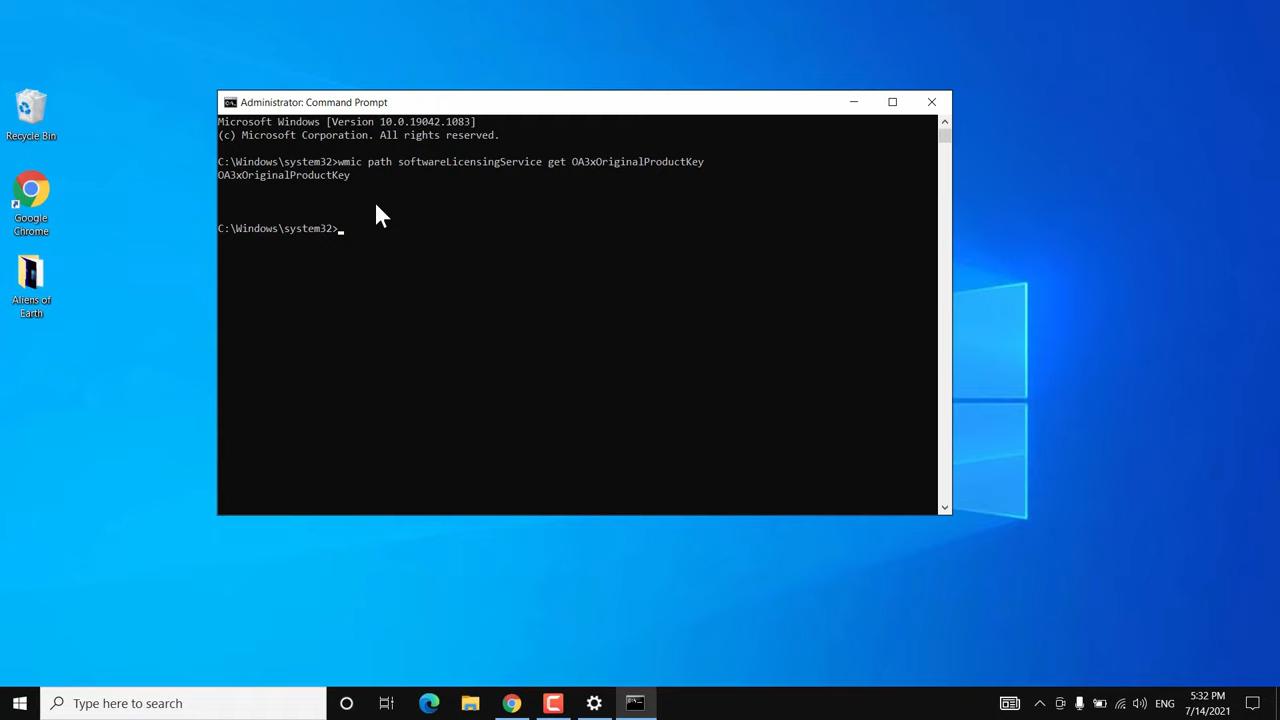 Administrator: Command Prompt
Microsoft Windows [Version 10.0.19042.1083]
(c) Microsoft Corporation. All rights reserved.
C:\Windows\system32>wmic path softwareLicensingService get OA3xOriginalProductKey
OA3xOriginalProductKey
C:\Windows\system32>
Recycle Bin
Google
Chrome
Aliens of
Earth
Type here to search
ENG
5:32 PM
7/14/2021